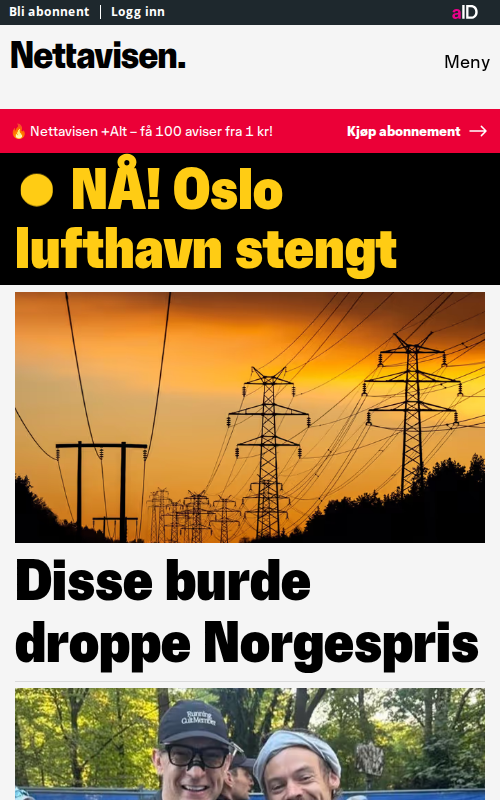 Bli abonnent | Logg inn
aID
Nettavisen.
Meny
🔥 Nettavisen +Alt – få 100 aviser fra 1 kr!
Kjøp abonnement →
NÅ! Oslo
lufthavn stengt
Disse burde
droppe Norgespris
Running
Cult Member